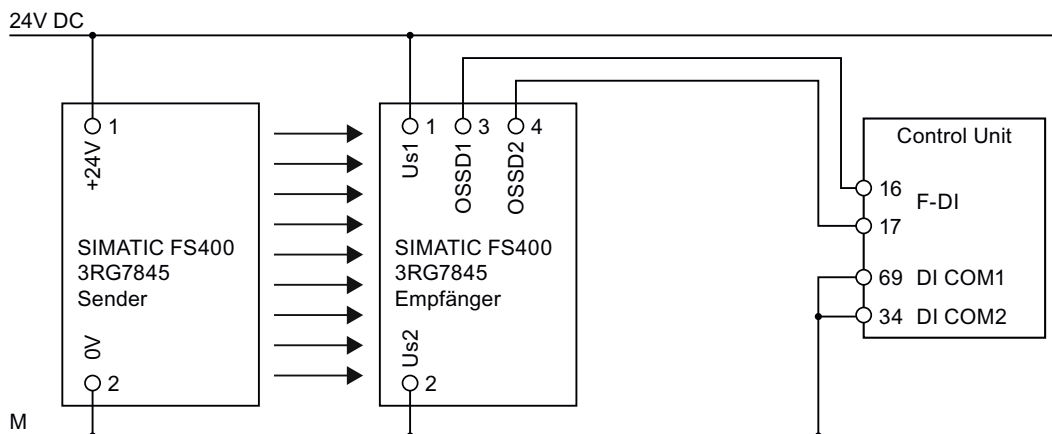 24V DC
1
+24V
SIMATIC FS400
3RG7845
Sender
0V
2
1
3
4
Us1
OSSD1
OSSD2
SIMATIC FS400
3RG7845
Empfänger
Us2
2
Control Unit
16
F-DI
17
69 DI COM1
34 DI COM2
M